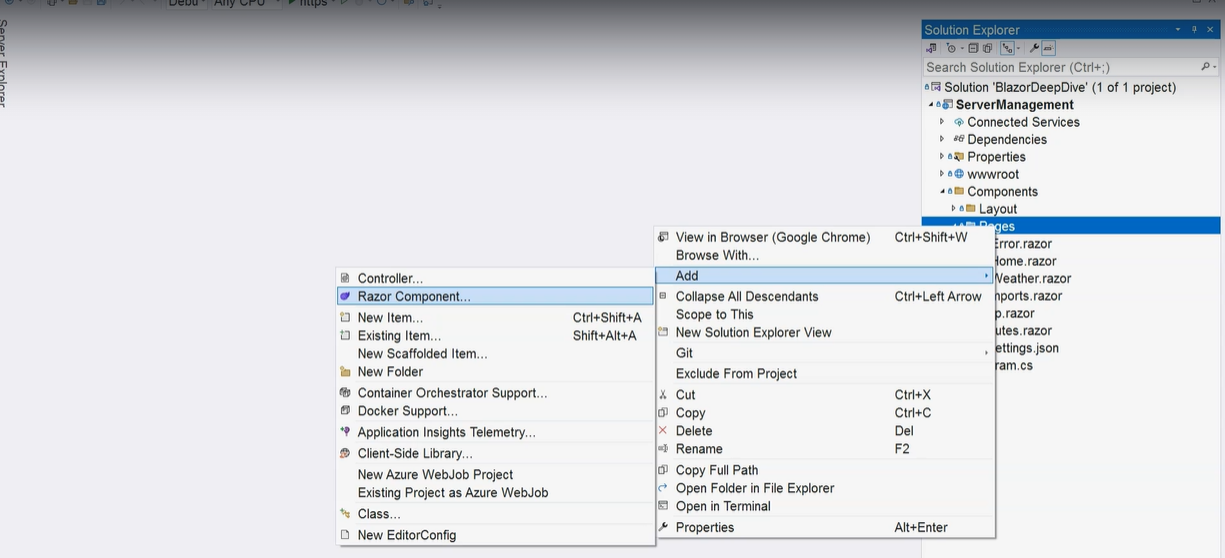 Debu
Any CPU
https
Server Explorer
Solution Explorer
Search Solution Explorer (Ctrl+;)
Solution 'BlazorDeepDive' (1 of 1 project)
ServerManagement
Connected Services
Dependencies
Properties
wwwroot
Components
Layout
Pages
Error.razor
Home.razor
Weather.razor
mports.razor
p.razor
utes.razor
ettings.json
ram.cs
View in Browser (Google Chrome) Ctrl+Shift+W
Browse With...
Add
Collapse All Descendants Ctrl+Left Arrow
Scope to This
New Solution Explorer View
Git
Exclude From Project
Cut Ctrl+X
Copy Ctrl+C
Delete Del
Rename F2
Copy Full Path
Open Folder in File Explorer
Open in Terminal
Properties Alt+Enter
Controller...
Razor Component...
New Item... Ctrl+Shift+A
Existing Item... Shift+Alt+A
New Scaffolded Item...
New Folder
Container Orchestrator Support...
Docker Support...
Application Insights Telemetry...
Client-Side Library...
New Azure WebJob Project
Existing Project as Azure WebJob
Class...
New EditorConfig